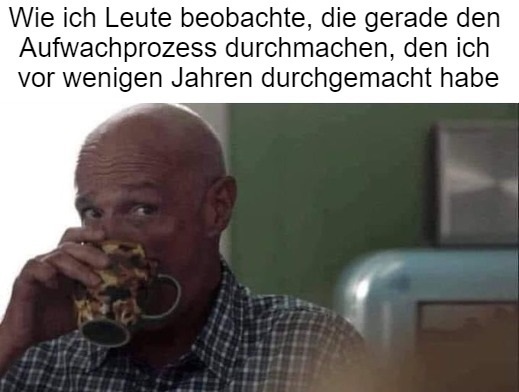 Wie ich Leute beobachte, die gerade den
Aufwachprozess durchmachen, den ich
vor wenigen Jahren durchgemacht habe